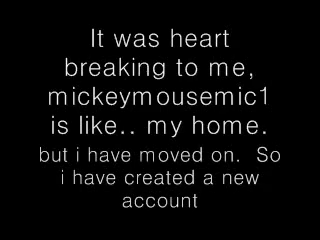 It was heart
breaking to me,
mickeymousemic1
is like.. my home.
but i have moved on.  So
i have created a new
account